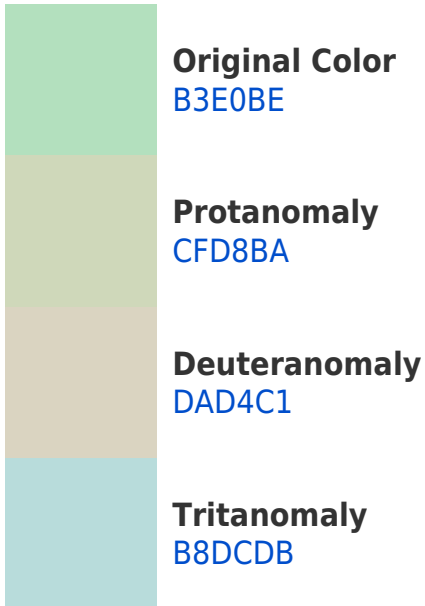 Original Color
B3E0BE
Protanomaly
CFD8BA
Deuteranomaly
DAD4C1
Tritanomaly
B8DCDB